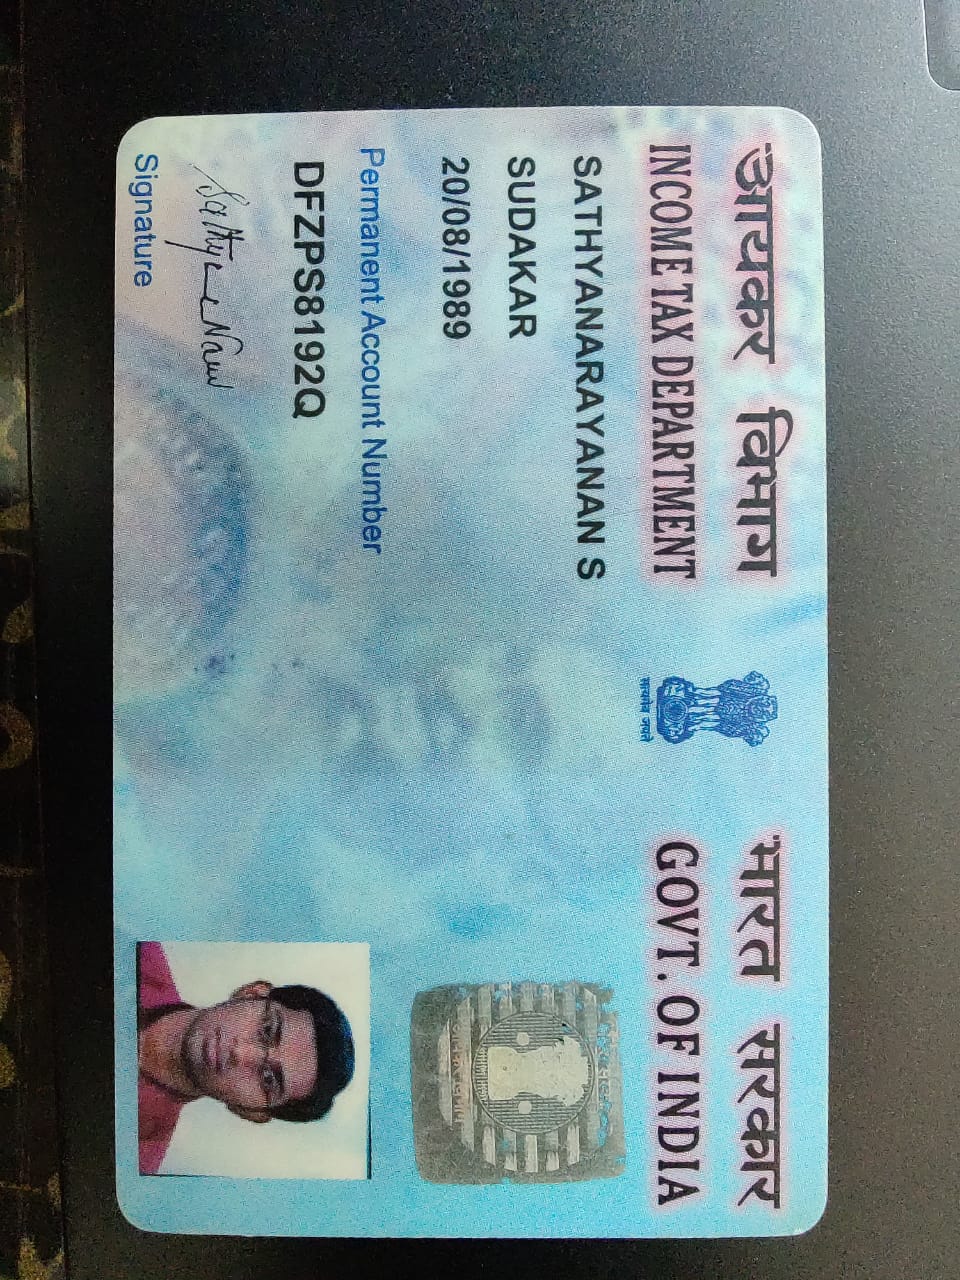 आयकर विभाग
INCOME TAX DEPARTMENT
सत्यमेव जयते
भारत सरकार
GOVT. OF INDIA
SATHYANARAYANAN S
SUDAKAR
20/08/1989
Permanent Account Number
DFZPS8192Q
Signature